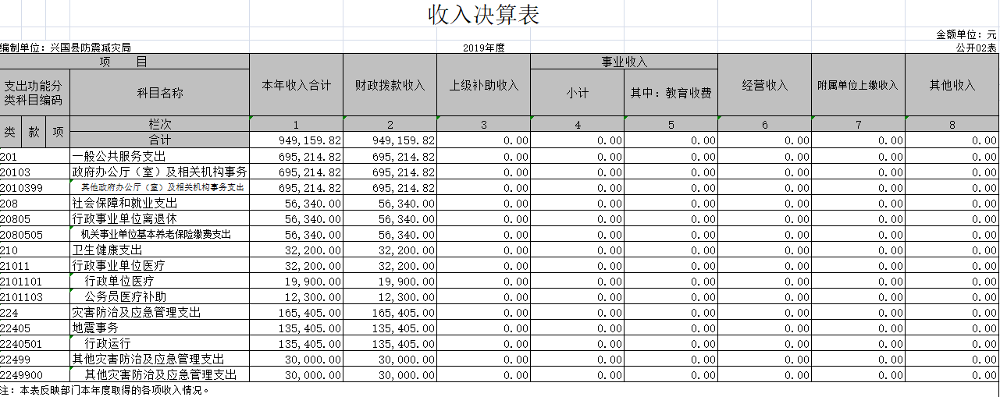 收入决算表
金额单位：元
编制单位：兴国县防震减灾局 2019年度 公开02表
项 目 本年收入合计 财政拨款收入 上级补助收入 事业收入 经营收入 附属单位上缴收入 其他收入
支出功能分类科目编码 科目名称 小计 其中：教育收费
类 款 项 栏次 1 2 3 4 5 6 7 8
合计 949,159.82 949,159.82 0.00 0.00 0.00 0.00 0.00 0.00
201 一般公共服务支出 695,214.82 695,214.82 0.00 0.00 0.00 0.00 0.00 0.00
20103 政府办公厅（室）及相关机构事务 695,214.82 695,214.82 0.00 0.00 0.00 0.00 0.00 0.00
2010399 其他政府办公厅（室）及相关机构事务支出 695,214.82 695,214.82 0.00 0.00 0.00 0.00 0.00 0.00
208 社会保障和就业支出 56,340.00 56,340.00 0.00 0.00 0.00 0.00 0.00 0.00
20805 行政事业单位离退休 56,340.00 56,340.00 0.00 0.00 0.00 0.00 0.00 0.00
2080505 机关事业单位基本养老保险缴费支出 56,340.00 56,340.00 0.00 0.00 0.00 0.00 0.00 0.00
210 卫生健康支出 32,200.00 32,200.00 0.00 0.00 0.00 0.00 0.00 0.00
21011 行政事业单位医疗 32,200.00 32,200.00 0.00 0.00 0.00 0.00 0.00 0.00
2101101 行政单位医疗 19,900.00 19,900.00 0.00 0.00 0.00 0.00 0.00 0.00
2101103 公务员医疗补助 12,300.00 12,300.00 0.00 0.00 0.00 0.00 0.00 0.00
224 灾害防治及应急管理支出 165,405.00 165,405.00 0.00 0.00 0.00 0.00 0.00 0.00
22405 地震事务 135,405.00 135,405.00 0.00 0.00 0.00 0.00 0.00 0.00
2240501 行政运行 135,405.00 135,405.00 0.00 0.00 0.00 0.00 0.00 0.00
22499 其他灾害防治及应急管理支出 30,000.00 30,000.00 0.00 0.00 0.00 0.00 0.00 0.00
2249900 其他灾害防治及应急管理支出 30,000.00 30,000.00 0.00 0.00 0.00 0.00 0.00 0.00
注：本表反映部门本年度取得的各项收入情况。